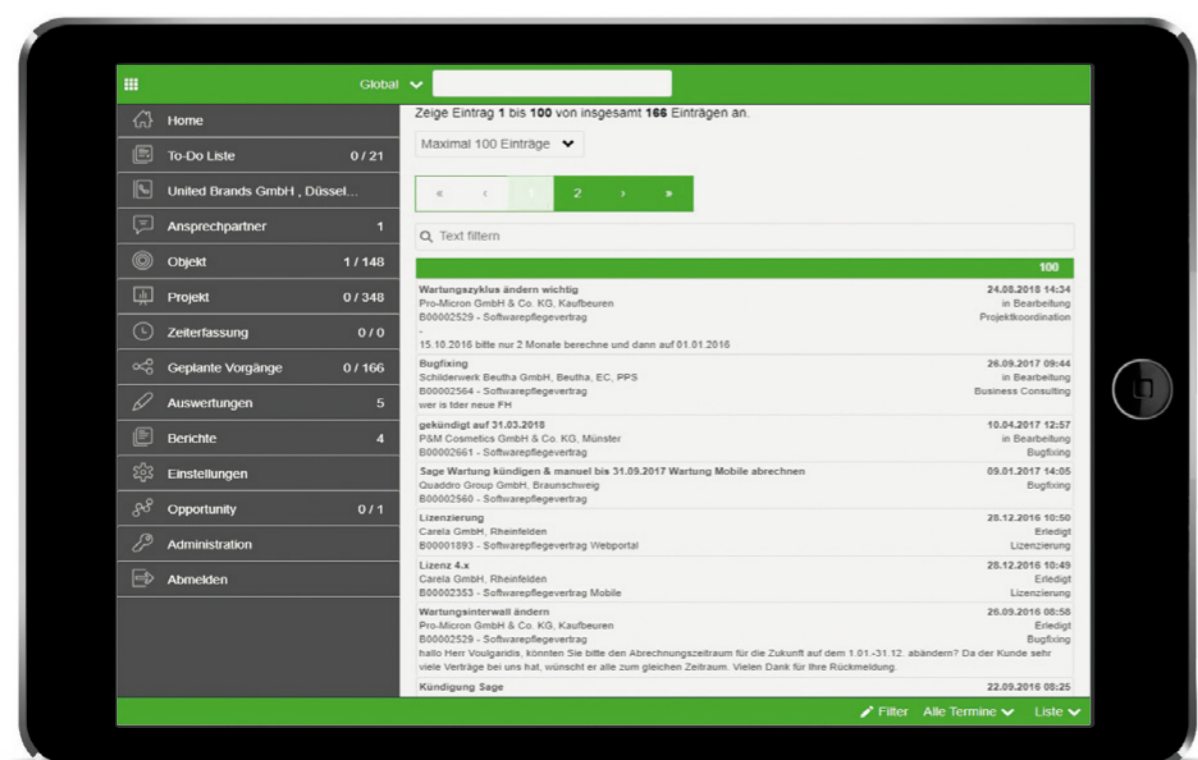 Global
Home
To-Do Liste 0 / 21
United Brands GmbH , Düssel...
Ansprechpartner 1
Objekt 1 / 148
Projekt 0 / 348
Zeiterfassung 0 / 0
Geplante Vorgänge 0 / 166
Auswertungen 5
Berichte 4
Einstellungen
Opportunity 0 / 1
Administration
Abmelden
Zeige Eintrag 1 bis 100 von insgesamt 166 Einträgen an.
Maximal 100 Einträge
« ‹ 1 2 › »
Text filtern
100
Wartungszyklus ändern wichtig 24.08.2018 14:34
Pro-Micron GmbH & Co. KG, Kaufbeuren in Bearbeitung
B00002529 - Softwarepflegevertrag Projektkoordination
-
15.10.2016 bitte nur 2 Monate berechne und dann auf 01.01.2016
Bugfixing 26.09.2017 09:44
Schilderwerk Beutha GmbH, Beutha, EC, PPS in Bearbeitung
B00002564 - Softwarepflegevertrag Business Consulting
wer is tder neue FH
gekündigt auf 31.03.2018 10.04.2017 12:57
P&M Cosmetics GmbH & Co. KG, Münster in Bearbeitung
B00002661 - Softwarepflegevertrag Bugfixing
Sage Wartung kündigen & manuel bis 31.09.2017 Wartung Mobile abrechnen 09.01.2017 14:05
Quaddro Group GmbH, Braunschweig Bugfixing
B00002560 - Softwarepflegevertrag
Lizenzierung 28.12.2016 10:50
Carela GmbH, Rheinfelden Erledigt
B00001893 - Softwarepflegevertrag Webportal Lizenzierung
Lizenz 4.x 28.12.2016 10:49
Carela GmbH, Rheinfelden Erledigt
B00002353 - Softwarepflegevertrag Mobile Lizenzierung
Wartungsinterwall ändern 26.09.2016 08:58
Pro-Micron GmbH & Co. KG, Kaufbeuren Erledigt
B00002529 - Softwarepflegevertrag Bugfixing
hallo Herr Voulgaridis, könnten Sie bitte den Abrechnungszeitraum für die Zukunft auf dem 1.01.-31.12. abändern? Da der Kunde sehr
viele Verträge bei uns hat, wünscht er alle zum gleichen Zeitraum. Vielen Dank für Ihre Rückmeldung.
Kündigung Sage 22.09.2016 08:25
Filter Alle Termine Liste